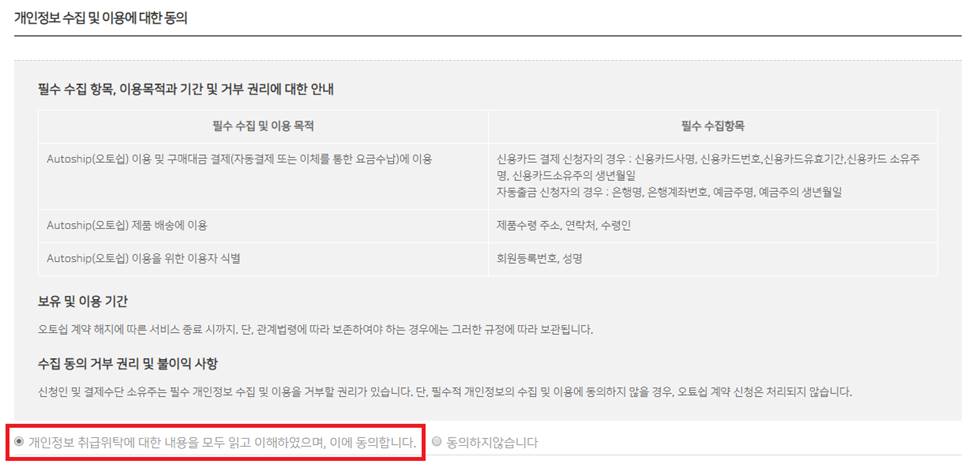 개인정보 수집 및 이용에 대한 동의
필수 수집 항목, 이용목적과 기간 및 거부 권리에 대한 안내
필수 수집 및 이용 목적
필수 수집항목
Autoship(오토쉽) 이용 및 구매대금 결제(자동결제 또는 이체를 통한 요금수납)에 이용
신용카드 결제 신청자의 경우 : 신용카드사명, 신용카드번호,신용카드유효기간,신용카드 소유주
명, 신용카드소유주의 생년월일
자동출금 신청자의 경우 : 은행명, 은행계좌번호, 예금주명, 예금주의 생년월일
Autoship(오토쉽) 제품 배송에 이용
제품수령 주소, 연락처, 수령인
Autoship(오토쉽) 이용을 위한 이용자 식별
회원등록번호, 성명
보유 및 이용 기간
오토쉽 계약 해지에 따른 서비스 종료 시까지. 단, 관계법령에 따라 보존하여야 하는 경우에는 그러한 규정에 따라 보관됩니다.
수집 동의 거부 권리 및 불이익 사항
신청인 및 결제수단 소유주는 필수 개인정보 수집 및 이용을 거부할 권리가 있습니다. 단, 필수적 개인정보의 수집 및 이용에 동의하지 않을 경우, 오툐쉽 계약 신청은 처리되지 않습니다.
개인정보 취급위탁에 대한 내용을 모두 읽고 이해하였으며, 이에 동의합니다.
동의하지않습니다